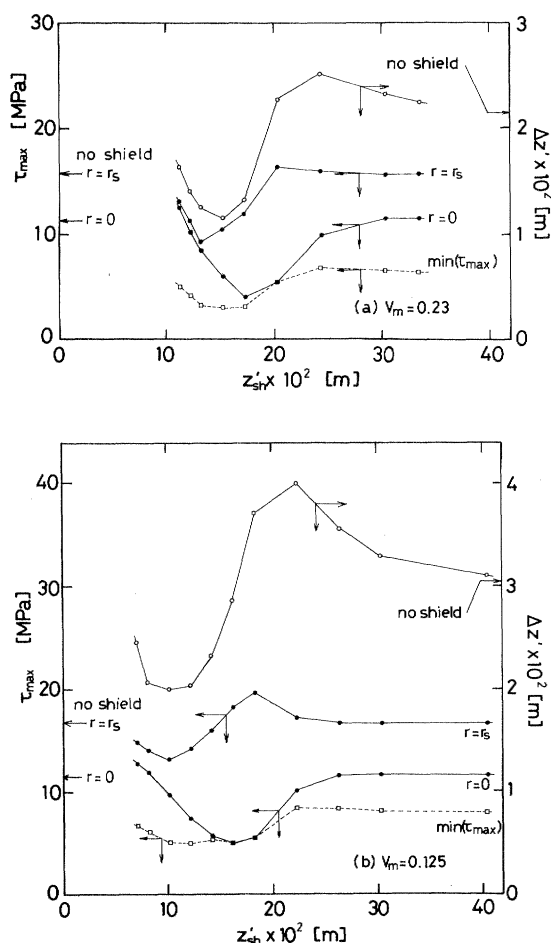 30
20
10
0
τmax [MPa]
no shield
r=rs
r=0
no shield
r=rs
r=0
min(τmax)
(a) Vm=0.23
3
2
1
0
Δz'×10² [m]
0 10 20 30 40
z'sh×10² [m]
40
30
20
10
0
τmax [MPa]
no shield
r=rs
r=0
no shield
r=rs
r=0
min(τmax)
(b) Vm=0.125
4
3
2
1
0
Δz'×10² [m]
0 10 20 30 40
z'sh×10² [m]